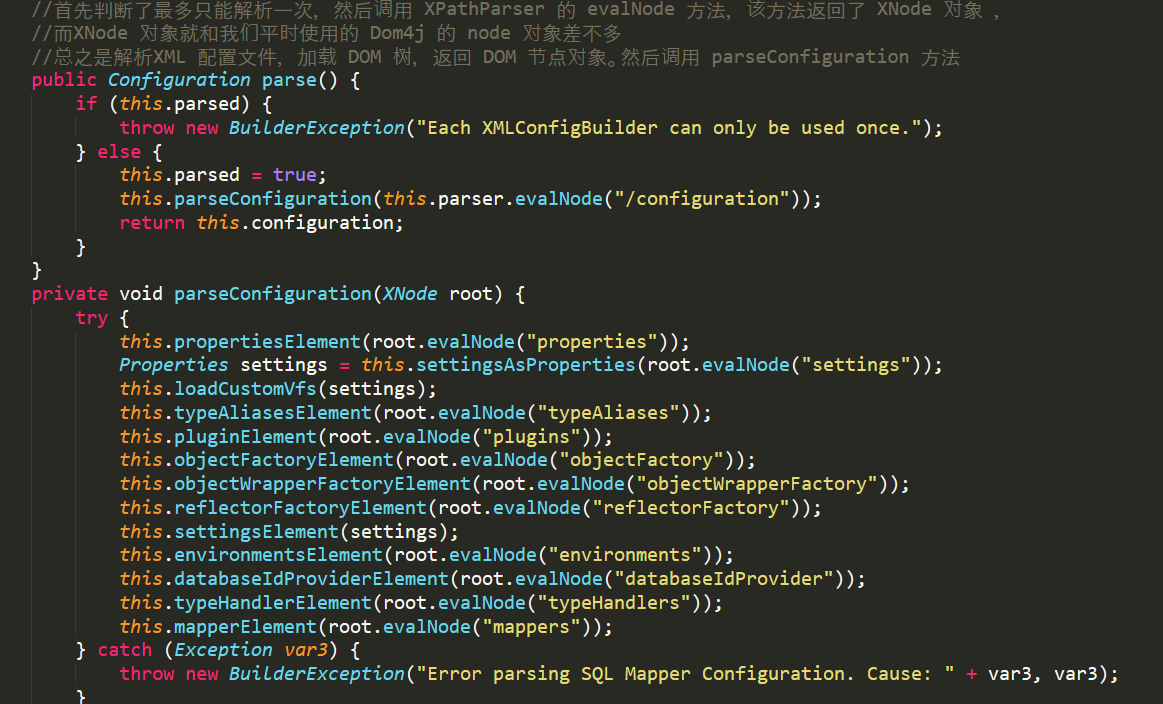 //首先判断了最多只能解析一次, 然后调用 XPathParser 的 evalNode 方法, 该方法返回了 XNode 对象 ,
//而XNode 对象就和我们平时使用的 Dom4j 的 node 对象差不多
//总之是解析XML 配置文件, 加载 DOM 树, 返回 DOM 节点对象。然后调用 parseConfiguration 方法
public Configuration parse() {
    if (this.parsed) {
        throw new BuilderException("Each XMLConfigBuilder can only be used once.");
    } else {
        this.parsed = true;
        this.parseConfiguration(this.parser.evalNode("/configuration"));
        return this.configuration;
    }
}
private void parseConfiguration(XNode root) {
    try {
        this.propertiesElement(root.evalNode("properties"));
        Properties settings = this.settingsAsProperties(root.evalNode("settings"));
        this.loadCustomVfs(settings);
        this.typeAliasesElement(root.evalNode("typeAliases"));
        this.pluginElement(root.evalNode("plugins"));
        this.objectFactoryElement(root.evalNode("objectFactory"));
        this.objectWrapperFactoryElement(root.evalNode("objectWrapperFactory"));
        this.reflectorFactoryElement(root.evalNode("reflectorFactory"));
        this.settingsElement(settings);
        this.environmentsElement(root.evalNode("environments"));
        this.databaseIdProviderElement(root.evalNode("databaseIdProvider"));
        this.typeHandlerElement(root.evalNode("typeHandlers"));
        this.mapperElement(root.evalNode("mappers"));
    } catch (Exception var3) {
        throw new BuilderException("Error parsing SQL Mapper Configuration. Cause: " + var3, var3);
    }